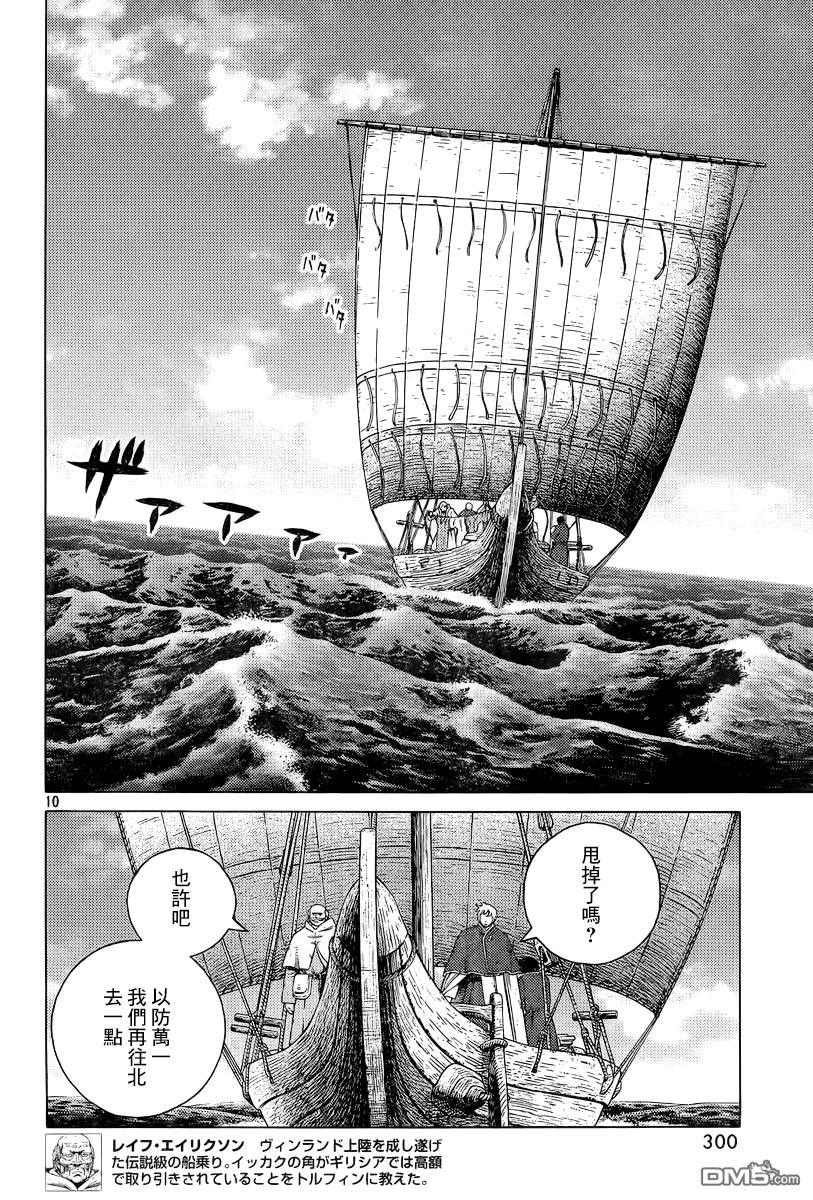 バタ
バタ
バタ
ザァァァァ
10
甩掉了嗎?
也許吧
以防萬一
我們再往北
去一點
300
レイフ・エイリクソン　ヴィンランド上陸を成し遂げ
た伝説級の船乗り。イッカクの角がギリシアでは高額
で取り引きされていることをトルフィンに教えた。
DM5.com